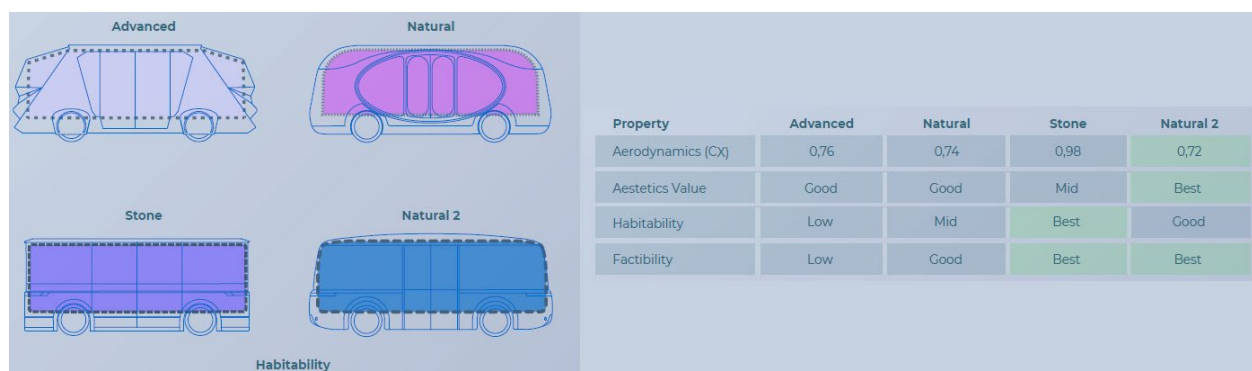 Advanced
Natural
Stone
Natural 2
Habitability
Property Advanced Natural Stone Natural 2
Aerodynamics (CX) 0,76 0,74 0,98 0,72
Aestetics Value Good Good Mid Best
Habitability Low Mid Best Good
Factibility Low Good Best Best